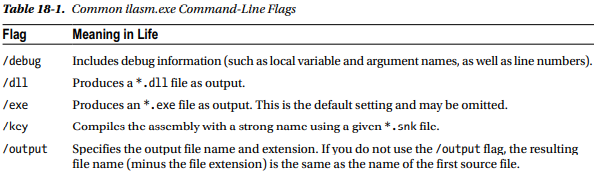 Table 18-1. Common ilasm.exe Command-Line Flags
Flag Meaning in Life
/debug Includes debug information (such as local variable and argument names, as well as line numbers).
/dll Produces a *.dll file as output.
/exe Produces an *.exe file as output. This is the default setting and may be omitted.
/key Compiles the assembly with a strong name using a given *.snk file.
/output Specifies the output file name and extension. If you do not use the /output flag, the resulting
file name (minus the file extension) is the same as the name of the first source file.